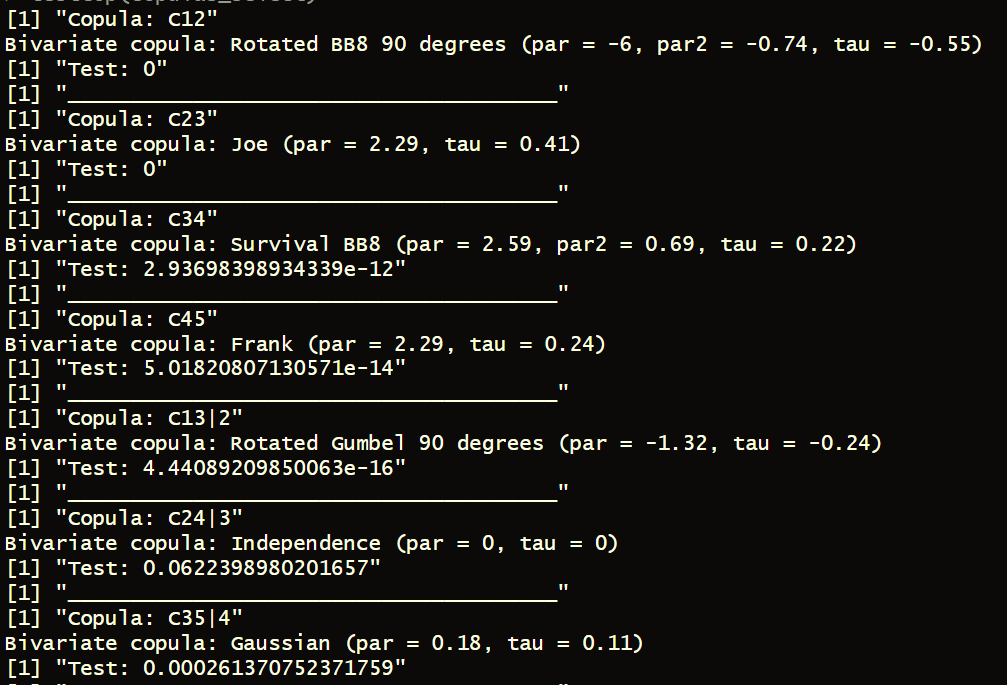 [1] "Copula: C12"
Bivariate copula: Rotated BB8 90 degrees (par = -6, par2 = -0.74, tau = -0.55)
[1] "Test: 0"
[1] "_______________________________________"
[1] "Copula: C23"
Bivariate copula: Joe (par = 2.29, tau = 0.41)
[1] "Test: 0"
[1] "_______________________________________"
[1] "Copula: C34"
Bivariate copula: Survival BB8 (par = 2.59, par2 = 0.69, tau = 0.22)
[1] "Test: 2.93698398934339e-12"
[1] "_______________________________________"
[1] "Copula: C45"
Bivariate copula: Frank (par = 2.29, tau = 0.24)
[1] "Test: 5.01820807130571e-14"
[1] "_______________________________________"
[1] "Copula: C13|2"
Bivariate copula: Rotated Gumbel 90 degrees (par = -1.32, tau = -0.24)
[1] "Test: 4.44089209850063e-16"
[1] "_______________________________________"
[1] "Copula: C24|3"
Bivariate copula: Independence (par = 0, tau = 0)
[1] "Test: 0.0622398980201657"
[1] "_______________________________________"
[1] "Copula: C35|4"
Bivariate copula: Gaussian (par = 0.18, tau = 0.11)
[1] "Test: 0.000261370752371759"